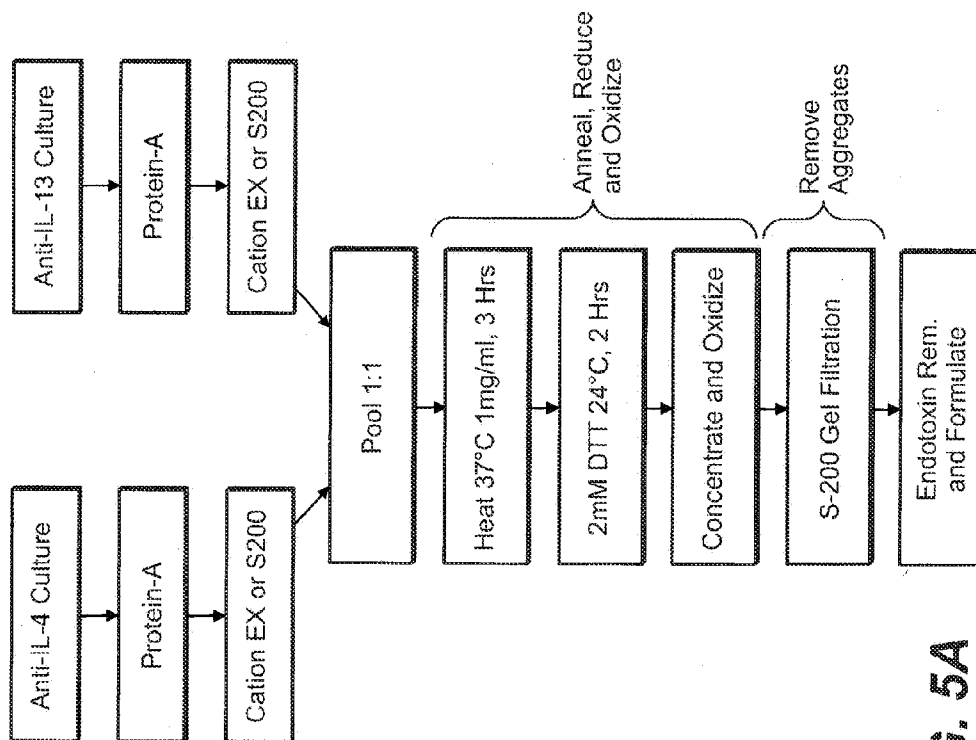 Anti-IL-4 Culture
Protein-A
Cation EX or S200
Anti-IL-13 Culture
Protein-A
Cation EX or S200
Pool 1:1
Heat 37°C 1mg/ml, 3 Hrs
2mM DTT 24°C, 2 Hrs
Concentrate and Oxidize
Anneal, Reduce
and Oxidize
S-200 Gel Filtration
Remove
Aggregates
Endotoxin Rem.
and Formulate
5A